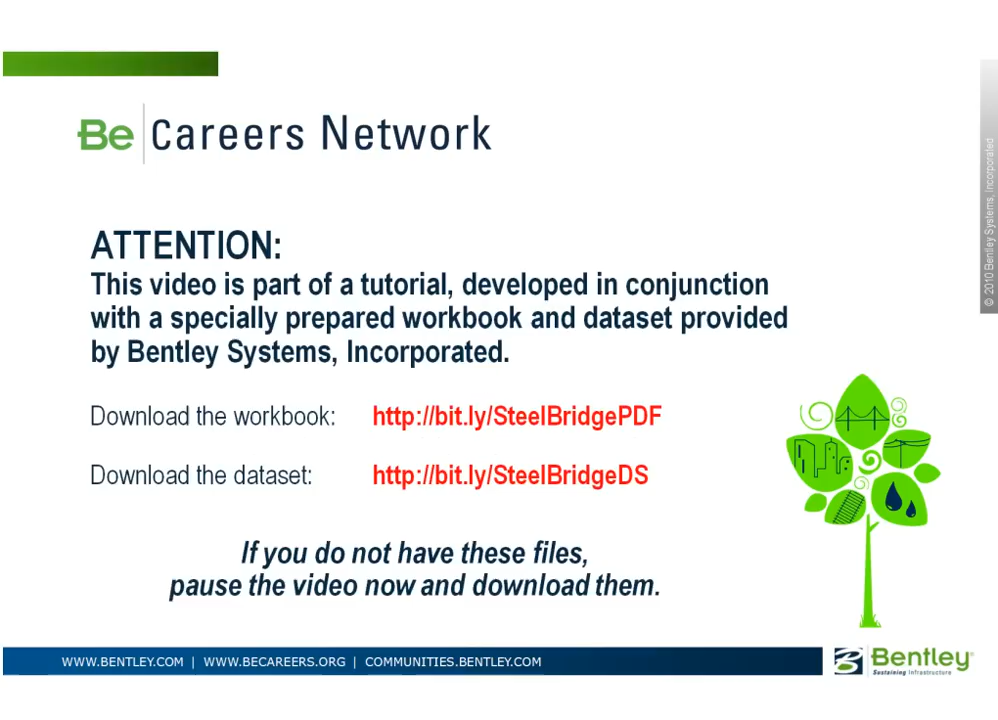 Be Careers Network
© 2010 Bentley Systems, Incorporated
ATTENTION:
This video is part of a tutorial, developed in conjunction
with a specially prepared workbook and dataset provided
by Bentley Systems, Incorporated.
Download the workbook: http://bit.ly/SteelBridgePDF
Download the dataset: http://bit.ly/SteelBridgeDS
If you do not have these files,
pause the video now and download them.
WWW.BENTLEY.COM | WWW.BECAREERS.ORG | COMMUNITIES.BENTLEY.COM
Bentley®
Sustaining Infrastructure